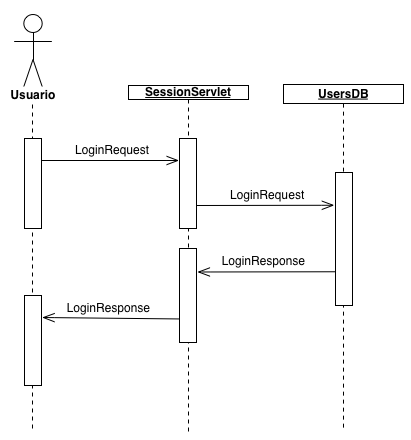 Usuario
SessionServlet
UsersDB
LoginRequest
LoginRequest
LoginResponse
LoginResponse